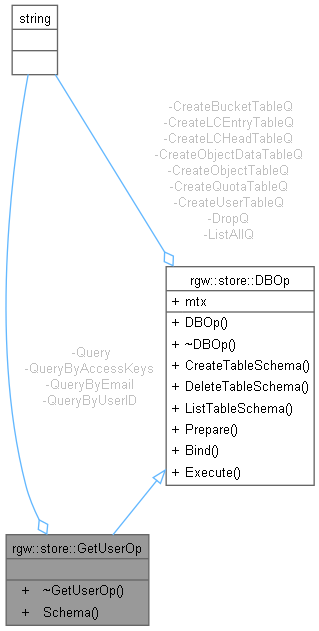 string
-CreateBucketTableQ
-CreateLCEntryTableQ
-CreateLCHeadTableQ
-CreateObjectDataTableQ
-CreateObjectTableQ
-CreateQuotaTableQ
-CreateUserTableQ
-DropQ
-ListAllQ
rgw::store::DBOp
+ mtx
+ DBOp()
+ ~DBOp()
+ CreateTableSchema()
+ DeleteTableSchema()
+ ListTableSchema()
+ Prepare()
+ Bind()
+ Execute()
-Query
-QueryByAccessKeys
-QueryByEmail
-QueryByUserID
rgw::store::GetUserOp
+ ~GetUserOp()
+ Schema()